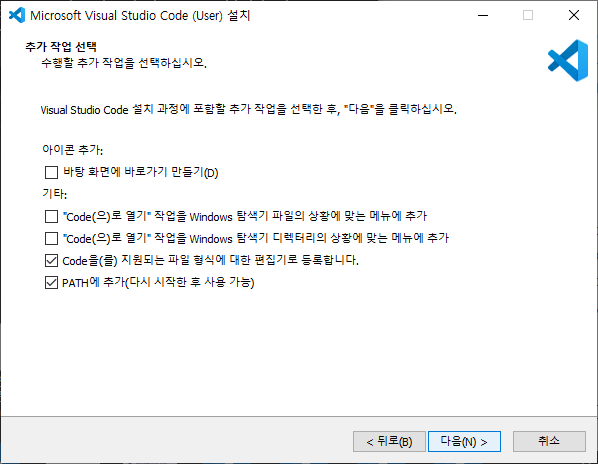 Microsoft Visual Studio Code (User) 설치
추가 작업 선택
수행할 추가 작업을 선택하십시오.
Visual Studio Code 설치 과정에 포함할 추가 작업을 선택한 후, "다음"을 클릭하십시오.
아이콘 추가:
바탕 화면에 바로가기 만들기(D)
기타:
"Code(으)로 열기" 작업을 Windows 탐색기 파일의 상황에 맞는 메뉴에 추가
"Code(으)로 열기" 작업을 Windows 탐색기 디렉터리의 상황에 맞는 메뉴에 추가
Code을(를) 지원되는 파일 형식에 대한 편집기로 등록합니다.
PATH에 추가(다시 시작한 후 사용 가능)
< 뒤로(B) 다음(N) > 취소